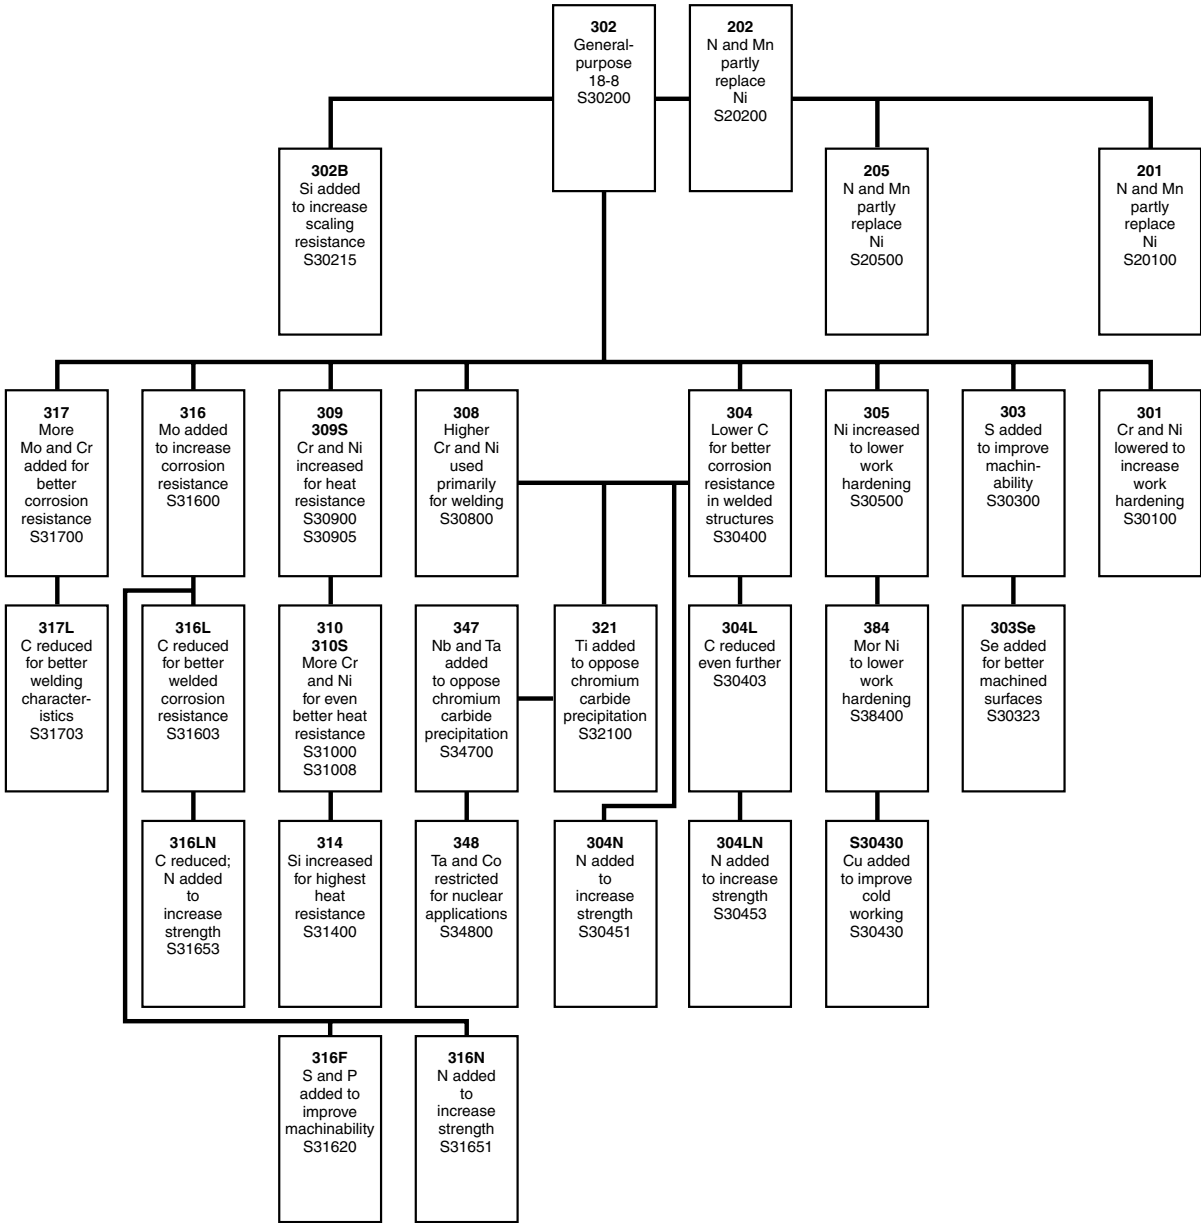 302
General-
purpose
18-8
S30200
202
N and Mn
partly
replace
Ni
S20200
302B
Si added
to increase
scaling
resistance
S30215
205
N and Mn
partly
replace
Ni
S20500
201
N and Mn
partly
replace
Ni
S20100
317
More
Mo and Cr
added for
better
corrosion
resistance
S31700
316
Mo added
to increase
corrosion
resistance
S31600
309
309S
Cr and Ni
increased
for heat
resistance
S30900
S30905
308
Higher
Cr and Ni
used
primarily
for welding
S30800
304
Lower C
for better
corrosion
resistance
in welded
structures
S30400
305
Ni increased
to lower
work
hardening
S30500
303
S added
to improve
machin-
ability
S30300
301
Cr and Ni
lowered to
increase
work
hardening
S30100
317L
C reduced
for better
welding
character-
istics
S31703
316L
C reduced
for better
welded
corrosion
resistance
S31603
310
310S
More Cr
and Ni
for even
better heat
resistance
S31000
S31008
347
Nb and Ta
added
to oppose
chromium
carbide
precipitation
S34700
321
Ti added
to oppose
chromium
carbide
precipitation
S32100
304L
C reduced
even further
S30403
384
Mor Ni
to lower
work
hardening
S38400
303Se
Se added
for better
machined
surfaces
S30323
316LN
C reduced;
N added
to
increase
strength
S31653
314
Si increased
for highest
heat
resistance
S31400
348
Ta and Co
restricted
for nuclear
applications
S34800
304N
N added
to
increase
strength
S30451
304LN
N added
to increase
strength
S30453
S30430
Cu added
to improve
cold
working
S30430
316F
S and P
added to
improve
machinability
S31620
316N
N added
to
increase
strength
S31651